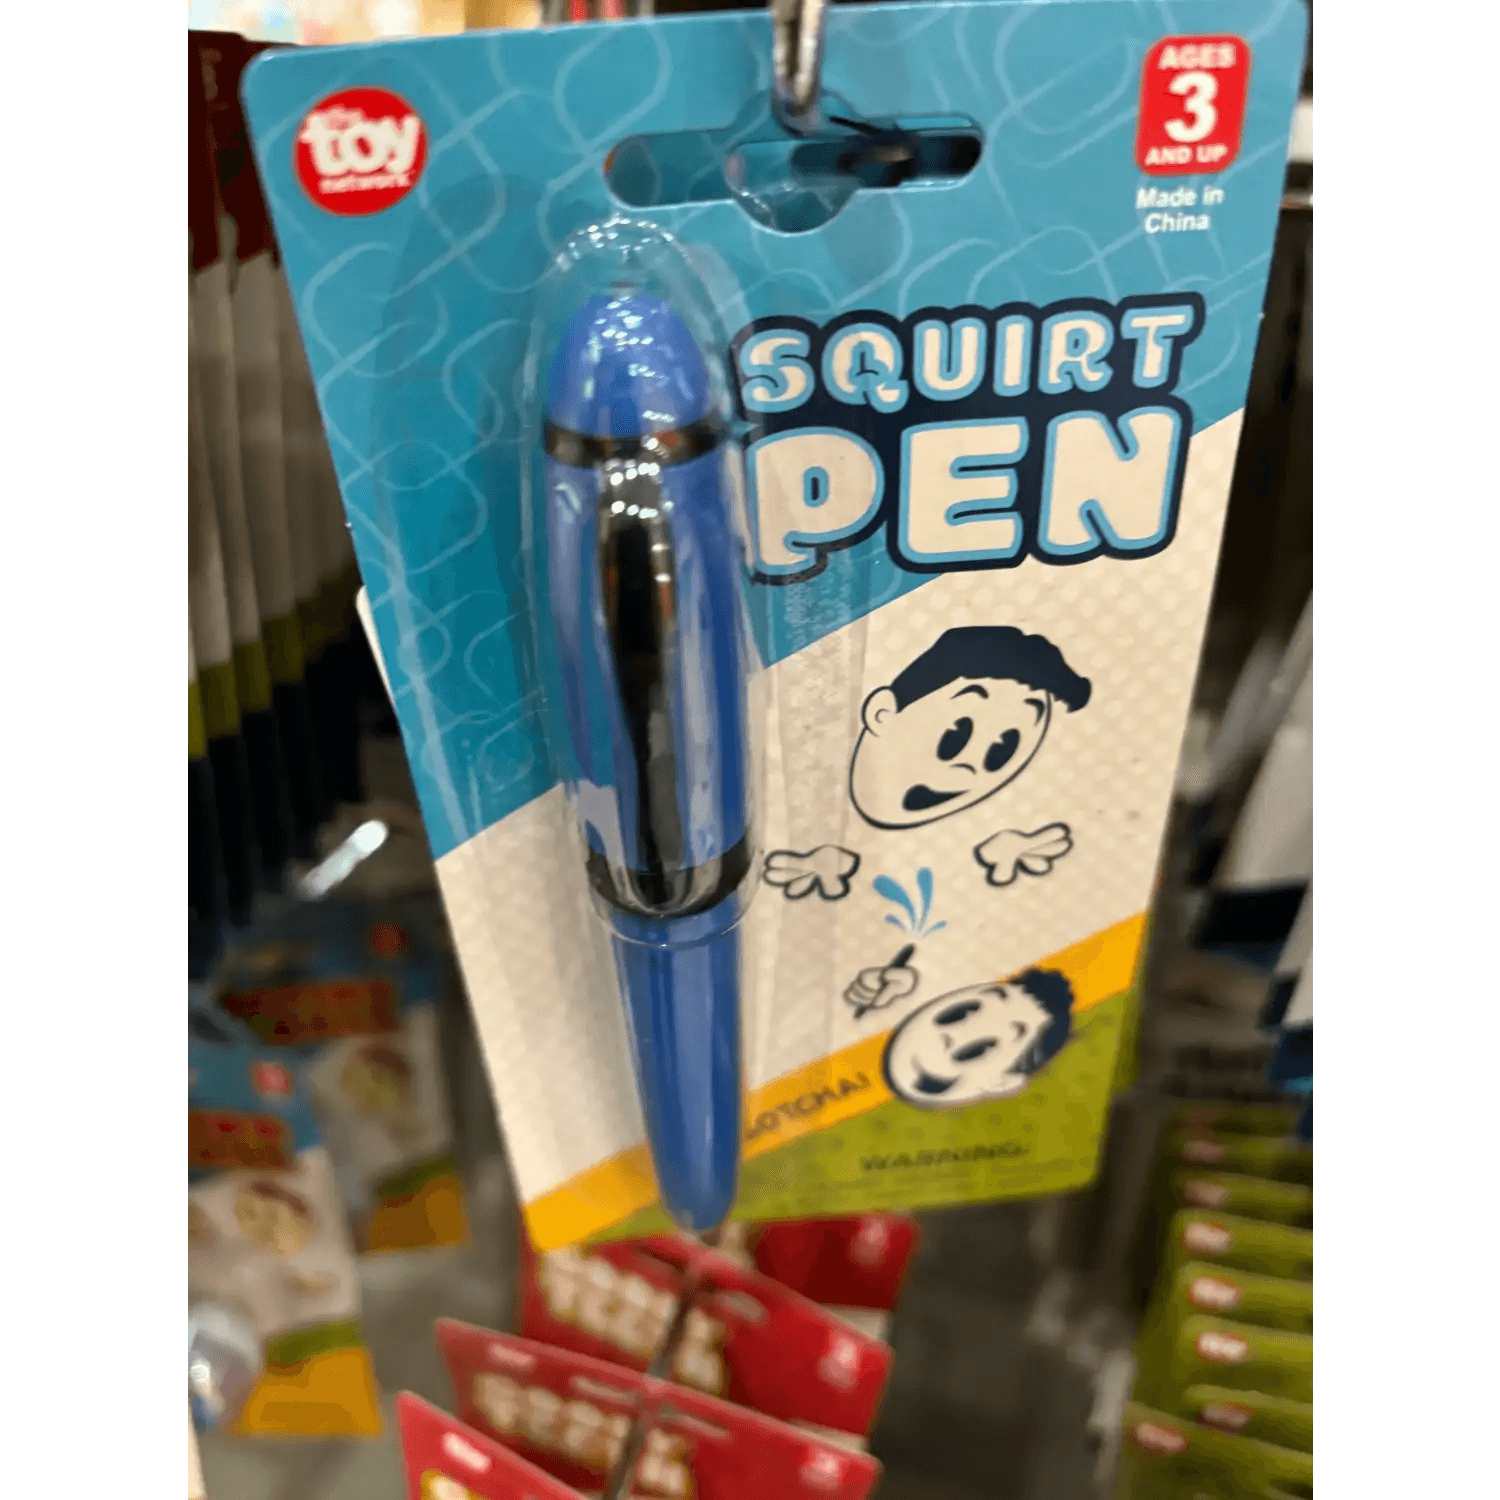 the
toy
network
AGES
3
AND UP
Made in
China
SQUIRT
PEN
GOTCHA!
WARNING: